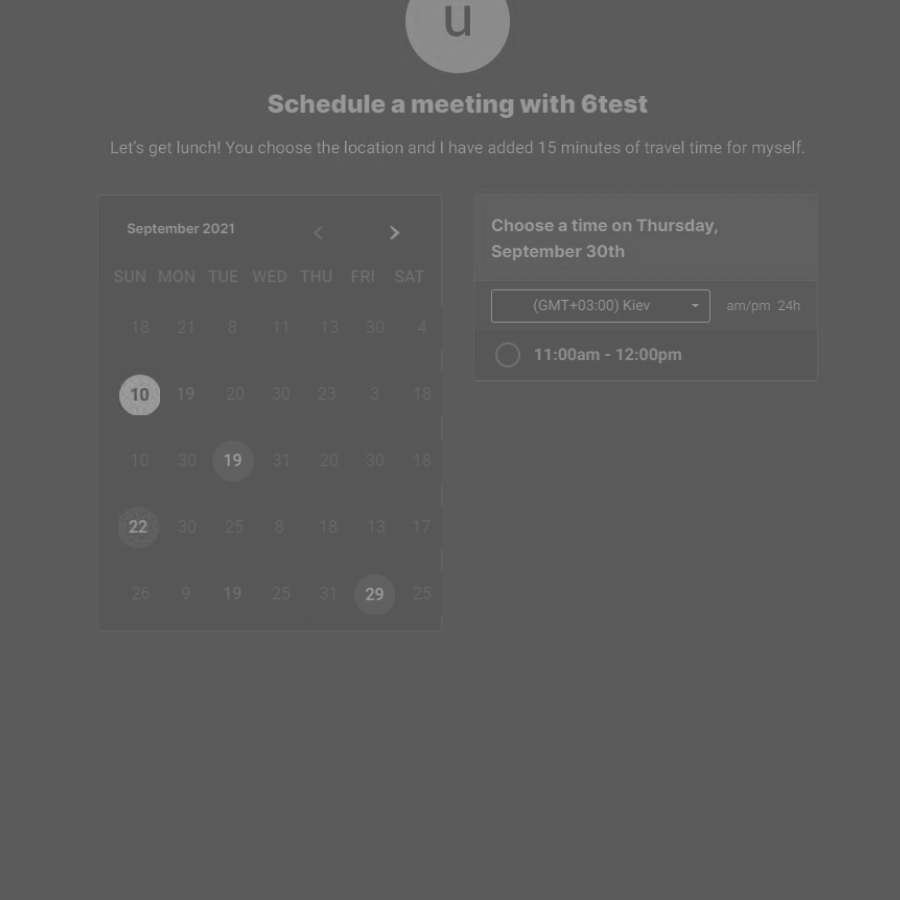 u
Schedule a meeting with 6test
Let's get lunch! You choose the location and I have added 15 minutes of travel time for myself.
September 2021
SUN MON TUE WED THU FRI SAT
18 21 8 11 13 30 4
10 19 20 30 23 3 18
10 30 19 31 20 30 18
22 30 25 8 18 13 17
26 9 19 25 31 29 25
Choose a time on Thursday,
September 30th
(GMT+03:00) Kiev am/pm 24h
11:00am - 12:00pm